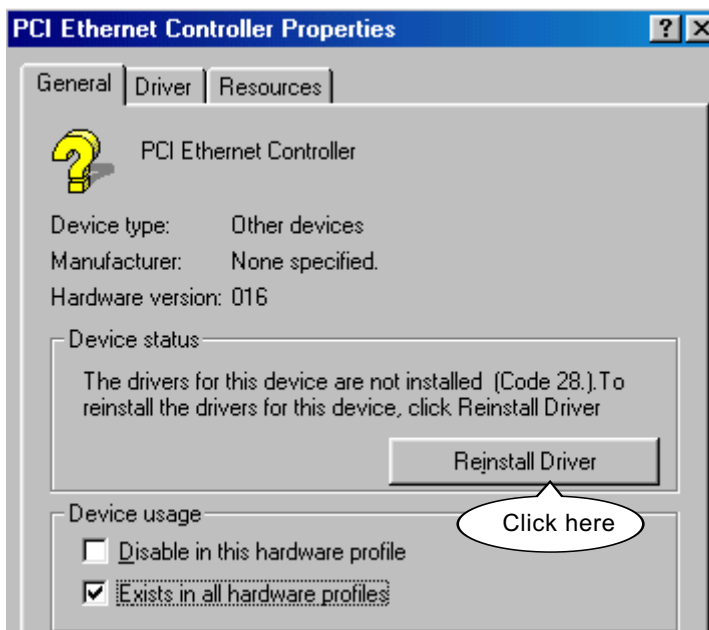 PCI Ethernet Controller Properties
General Driver Resources
PCI Ethernet Controller
Device type: Other devices
Manufacturer: None specified.
Hardware version: 016
Device status
The drivers for this device are not installed (Code 28.).To
reinstall the drivers for this device, click Reinstall Driver
Reinstall Driver
Click here
Device usage
Disable in this hardware profile
Exists in all hardware profiles